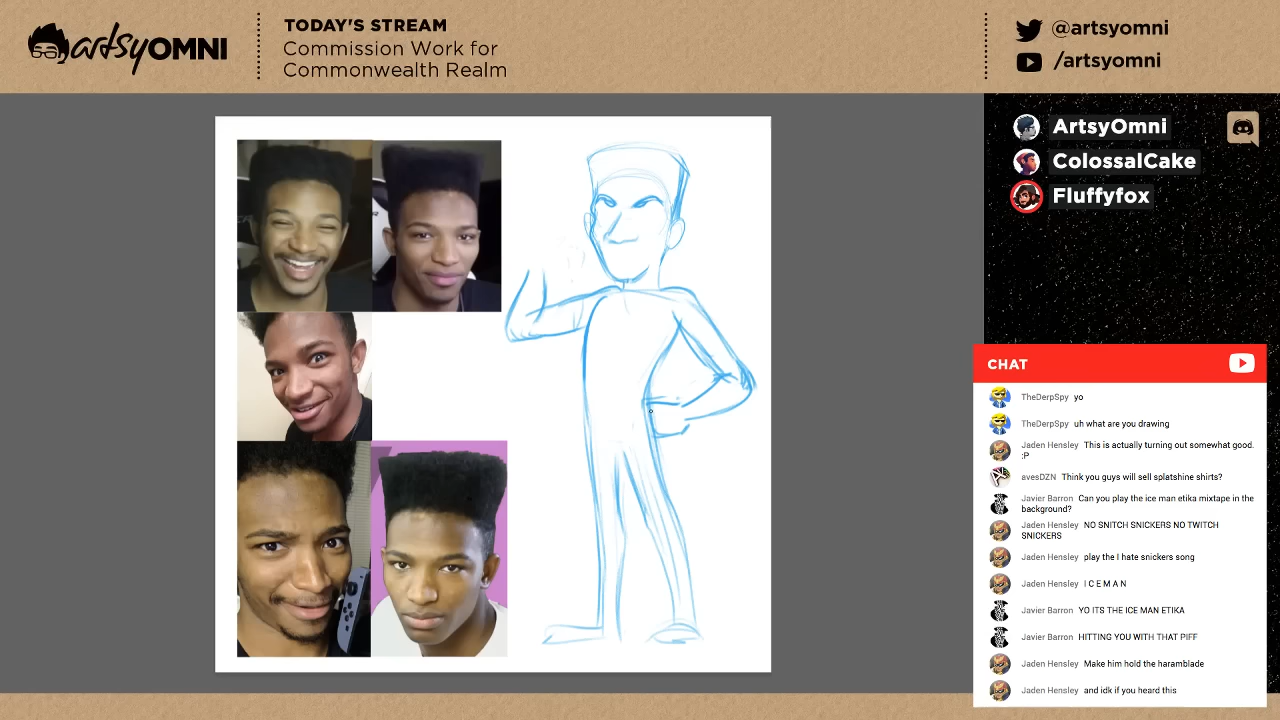 artsyOMNI
TODAY'S STREAM
Commission Work for
Commonwealth Realm
@artsyomni
/artsyomni
ArtsyOmni
ColossalCake
Fluffyfox
CHAT
TheDerpSpy yo
TheDerpSpy uh what are you drawing
Jaden Hensley This is actually turning out somewhat good.
:P
avesDZN Think you guys will sell splatshine shirts?
Javier Barron Can you play the ice man etika mixtape in the
background?
Jaden Hensley NO SNITCH SNICKERS NO TWITCH
SNICKERS
Jaden Hensley play the I hate snickers song
Jaden Hensley I C E M A N
Javier Barron YO ITS THE ICE MAN ETIKA
Javier Barron HITTING YOU WITH THAT PIFF
Jaden Hensley Make him hold the haramblade
Jaden Hensley and idk if you heard this